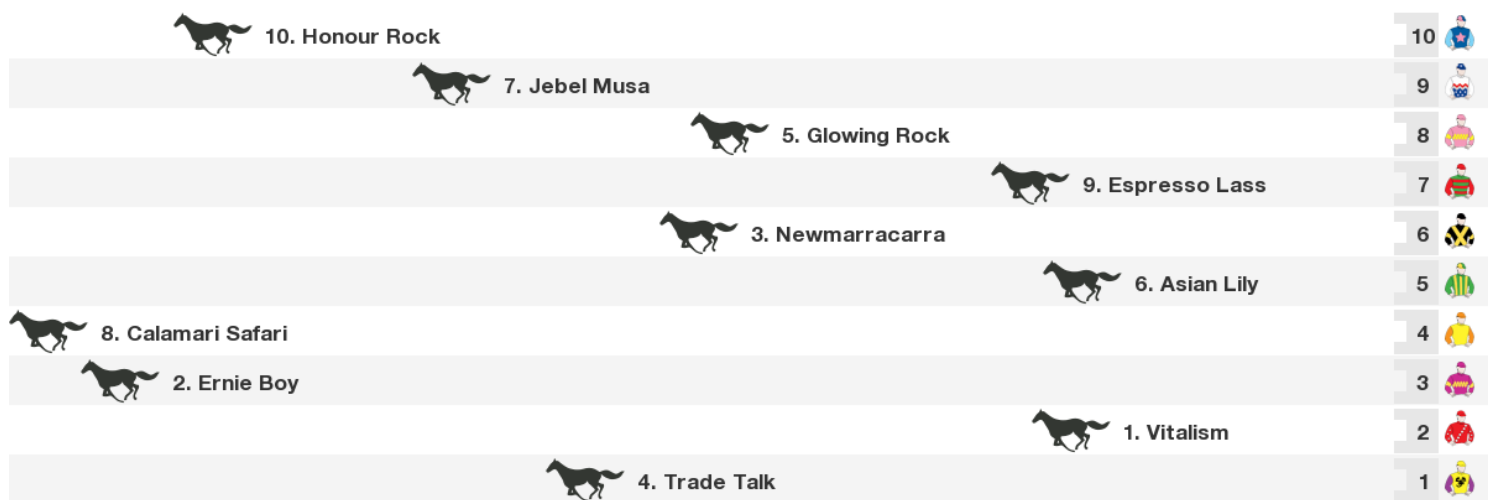 10. Honour Rock 10
7. Jebel Musa 9
5. Glowing Rock 8
9. Espresso Lass 7
3. Newmarracarra 6
6. Asian Lily 5
8. Calamari Safari 4
2. Ernie Boy 3
1. Vitalism 2
4. Trade Talk 1